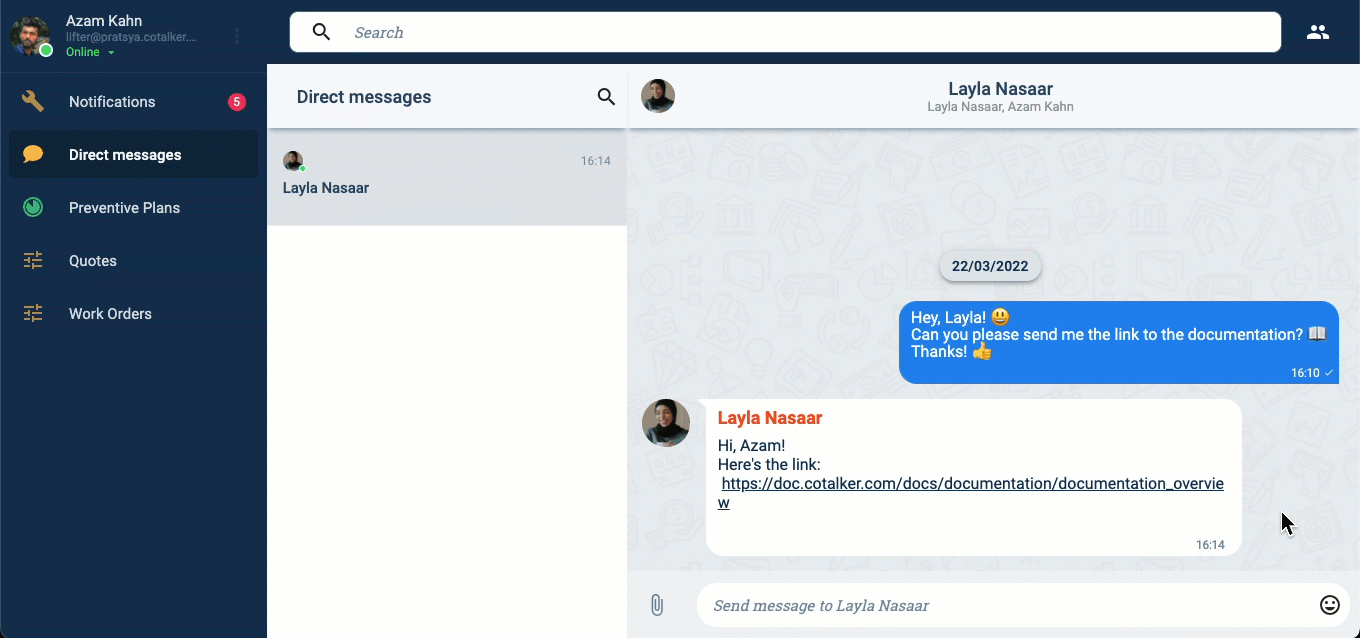 Azam Kahn
lifter@pratsya.cotalker....
Online
Search
Notifications
5
Direct messages
Preventive Plans
Quotes
Work Orders
Direct messages
16:14
Layla Nasaar
Layla Nasaar
Layla Nasaar, Azam Kahn
22/03/2022
Hey, Layla! 😃
Can you please send me the link to the documentation? 📖
Thanks! 👍
16:10
Layla Nasaar
Hi, Azam!
Here's the link:
https://doc.cotalker.com/docs/documentation/documentation_overvie
w
16:14
Send message to Layla Nasaar